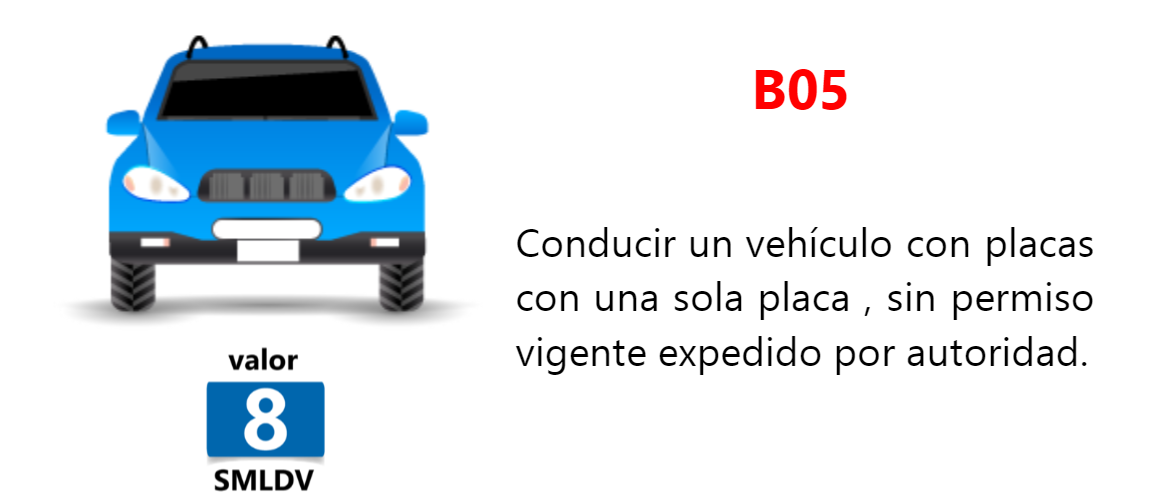 B05
Conducir un vehículo con placas
con una sola placa , sin permiso
vigente expedido por autoridad.
valor
8
SMLDV